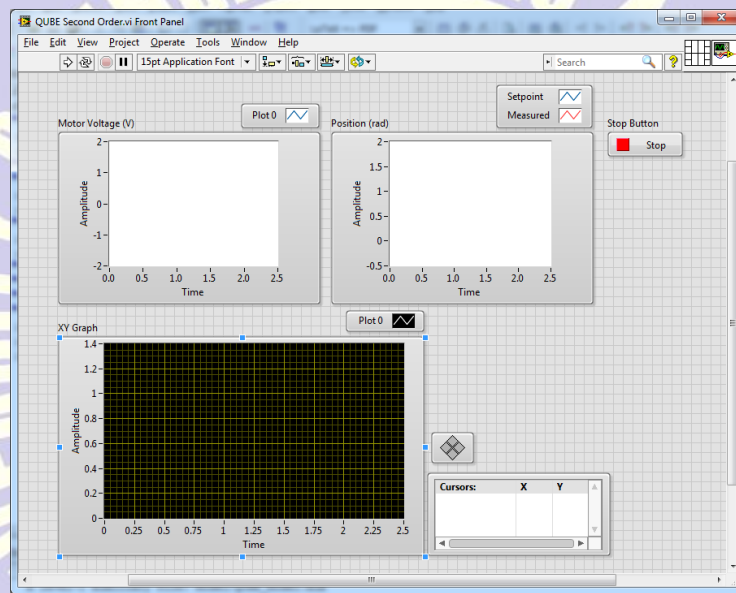 QUBE Second Order.vi Front Panel
File Edit View Project Operate Tools Window Help
15pt Application Font
Search
?
Motor Voltage (V)
Plot 0
2
1
0
-1
-2
0.0 0.5 1.0 1.5 2.0 2.5
Amplitude
Time
Position (rad)
Setpoint
Measured
2
1.5
1
0.5
0
-0.5
0.0 0.5 1.0 1.5 2.0 2.5
Amplitude
Time
Stop Button
Stop
XY Graph
Plot 0
1.4
1.2
1
0.8
0.6
0.4
0.2
0
0 0.25 0.5 0.75 1 1.25 1.5 1.75 2 2.25 2.5
Amplitude
Time
Cursors: X Y